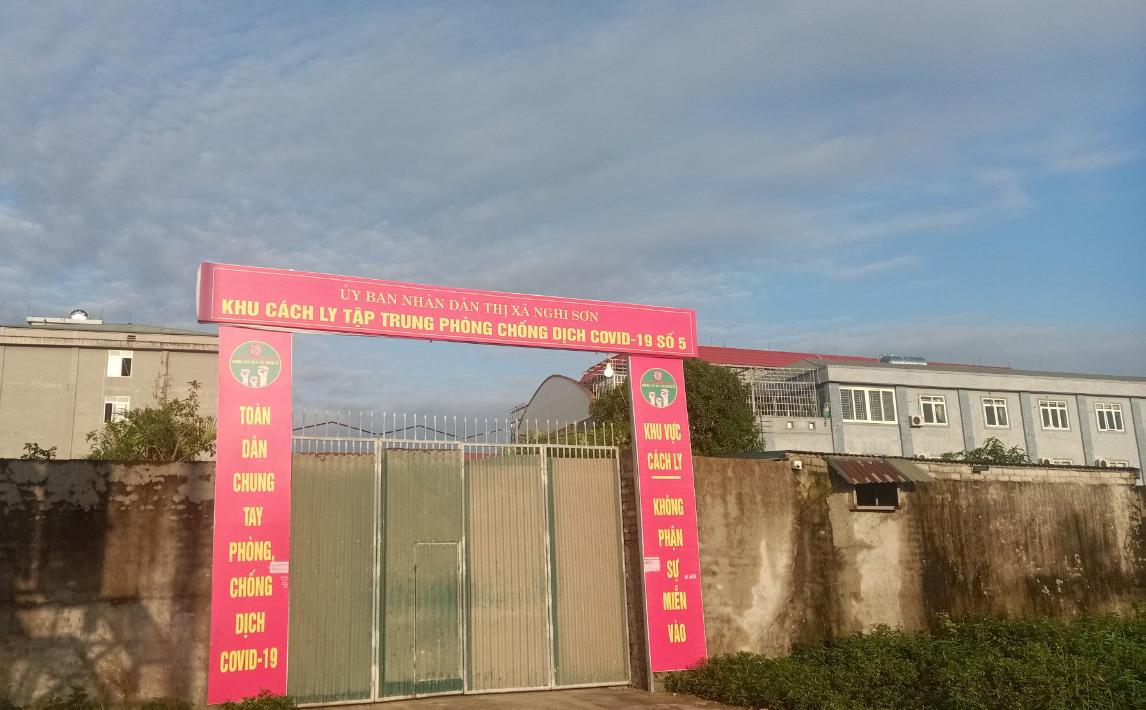 ỦY BAN NHÂN DÂN THỊ XÃ NGHI SƠN
KHU CÁCH LY TẬP TRUNG PHÒNG CHỐNG DỊCH COVID-19 SỐ 5
TOÀN
DÂN
CHUNG
TAY
PHÒNG,
CHỐNG
DỊCH
COVID-19
KHU VỰC
CÁCH LY
KHÔNG
PHẬN
SỰ
MIỄN
VÀO